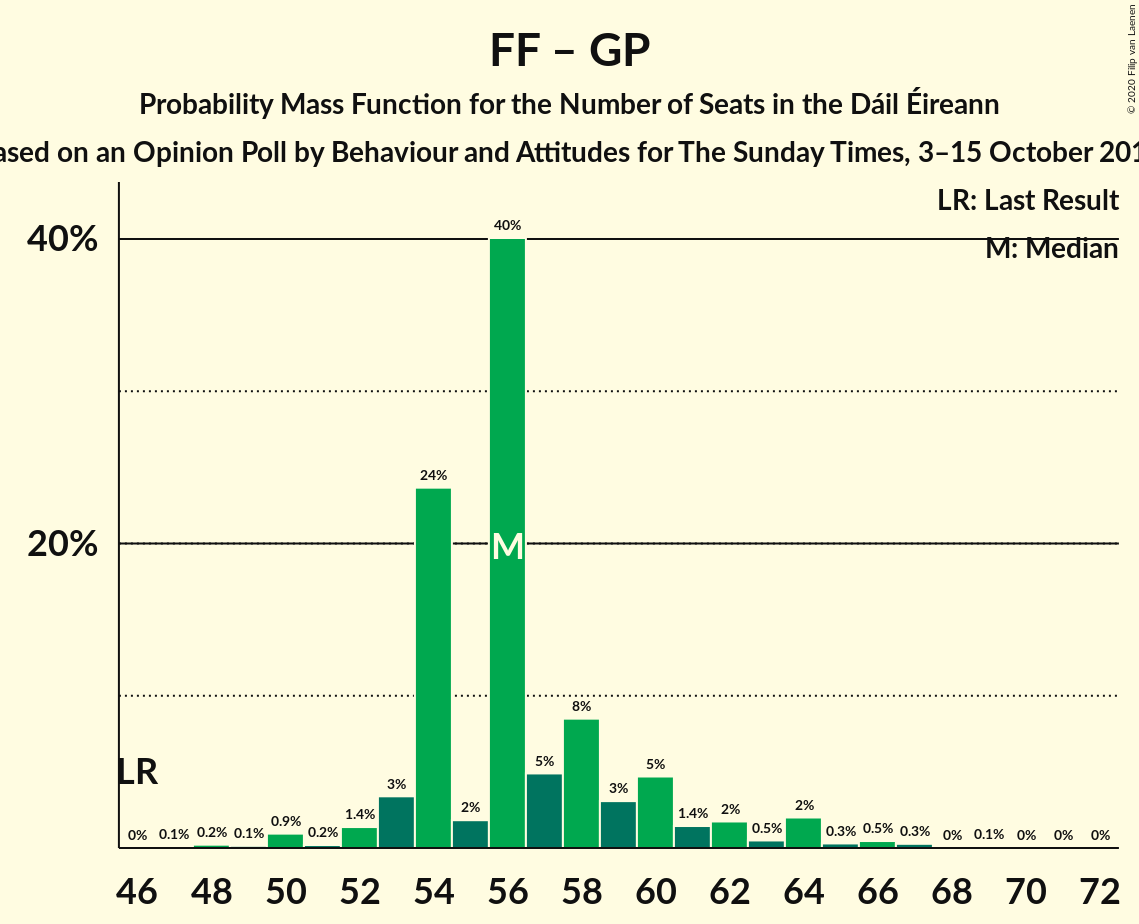 FF – GP
Probability Mass Function for the Number of Seats in the Dáil Éireann
ased on an Opinion Poll by Behaviour and Attitudes for The Sunday Times, 3–15 October 201
© 2020 Filip van Laenen
LR: Last Result
M: Median
40%
20%
LR
M
0% 0.1% 0.2% 0.1% 0.9% 0.2% 1.4% 3% 24% 2% 40% 5% 8% 3% 5% 1.4% 2% 0.5% 2% 0.3% 0.5% 0.3% 0% 0.1% 0% 0% 0%
46 48 50 52 54 56 58 60 62 64 66 68 70 72